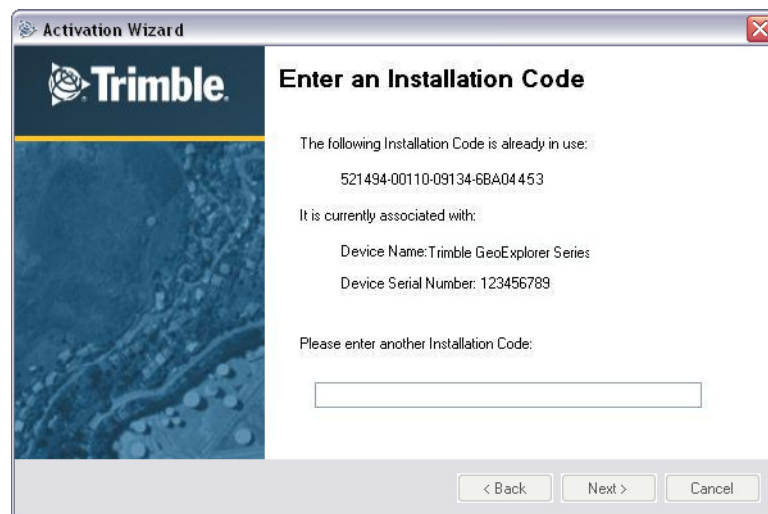 Activation Wizard
Trimble.
Enter an Installation Code
The following Installation Code is already in use:
521494-00110-09134-6BA04453
It is currently associated with:
Device Name:Trimble GeoExplorer Series
Device Serial Number: 123456789
Please enter another Installation Code:
< Back
Next >
Cancel